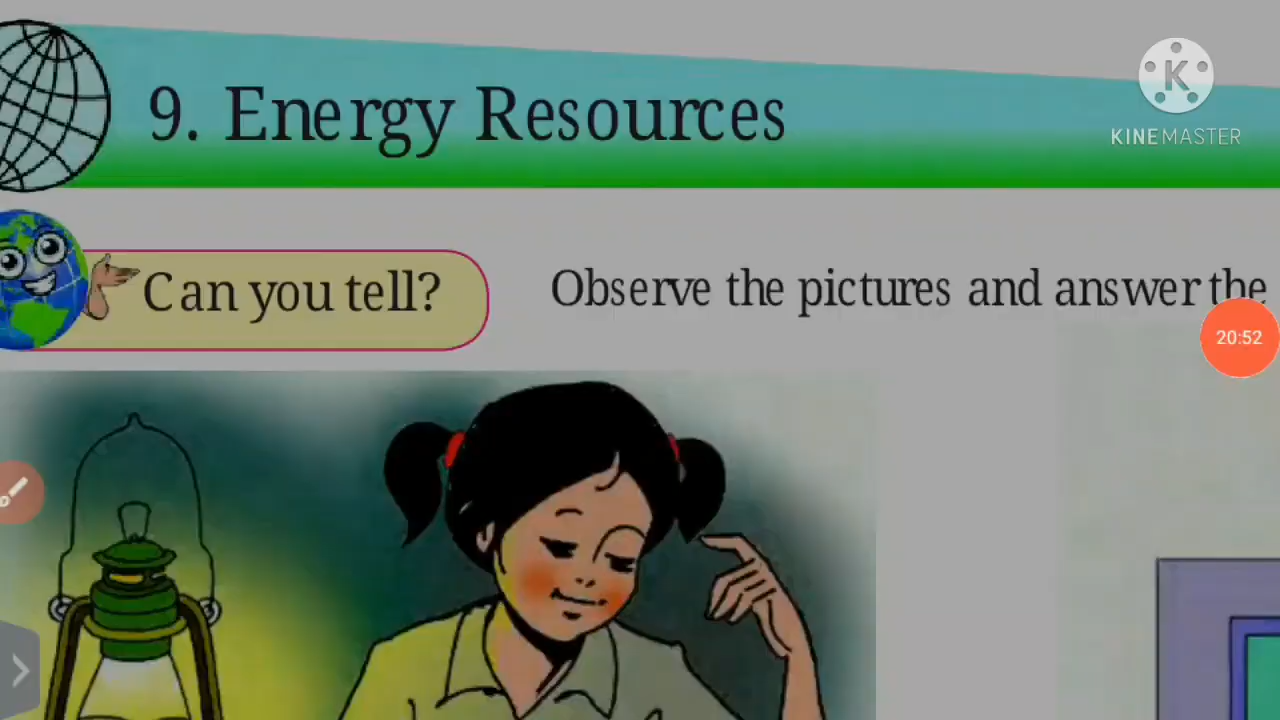 9. Energy Resources
KINEMASTER
Can you tell?
Observe the pictures and answer the
20:52